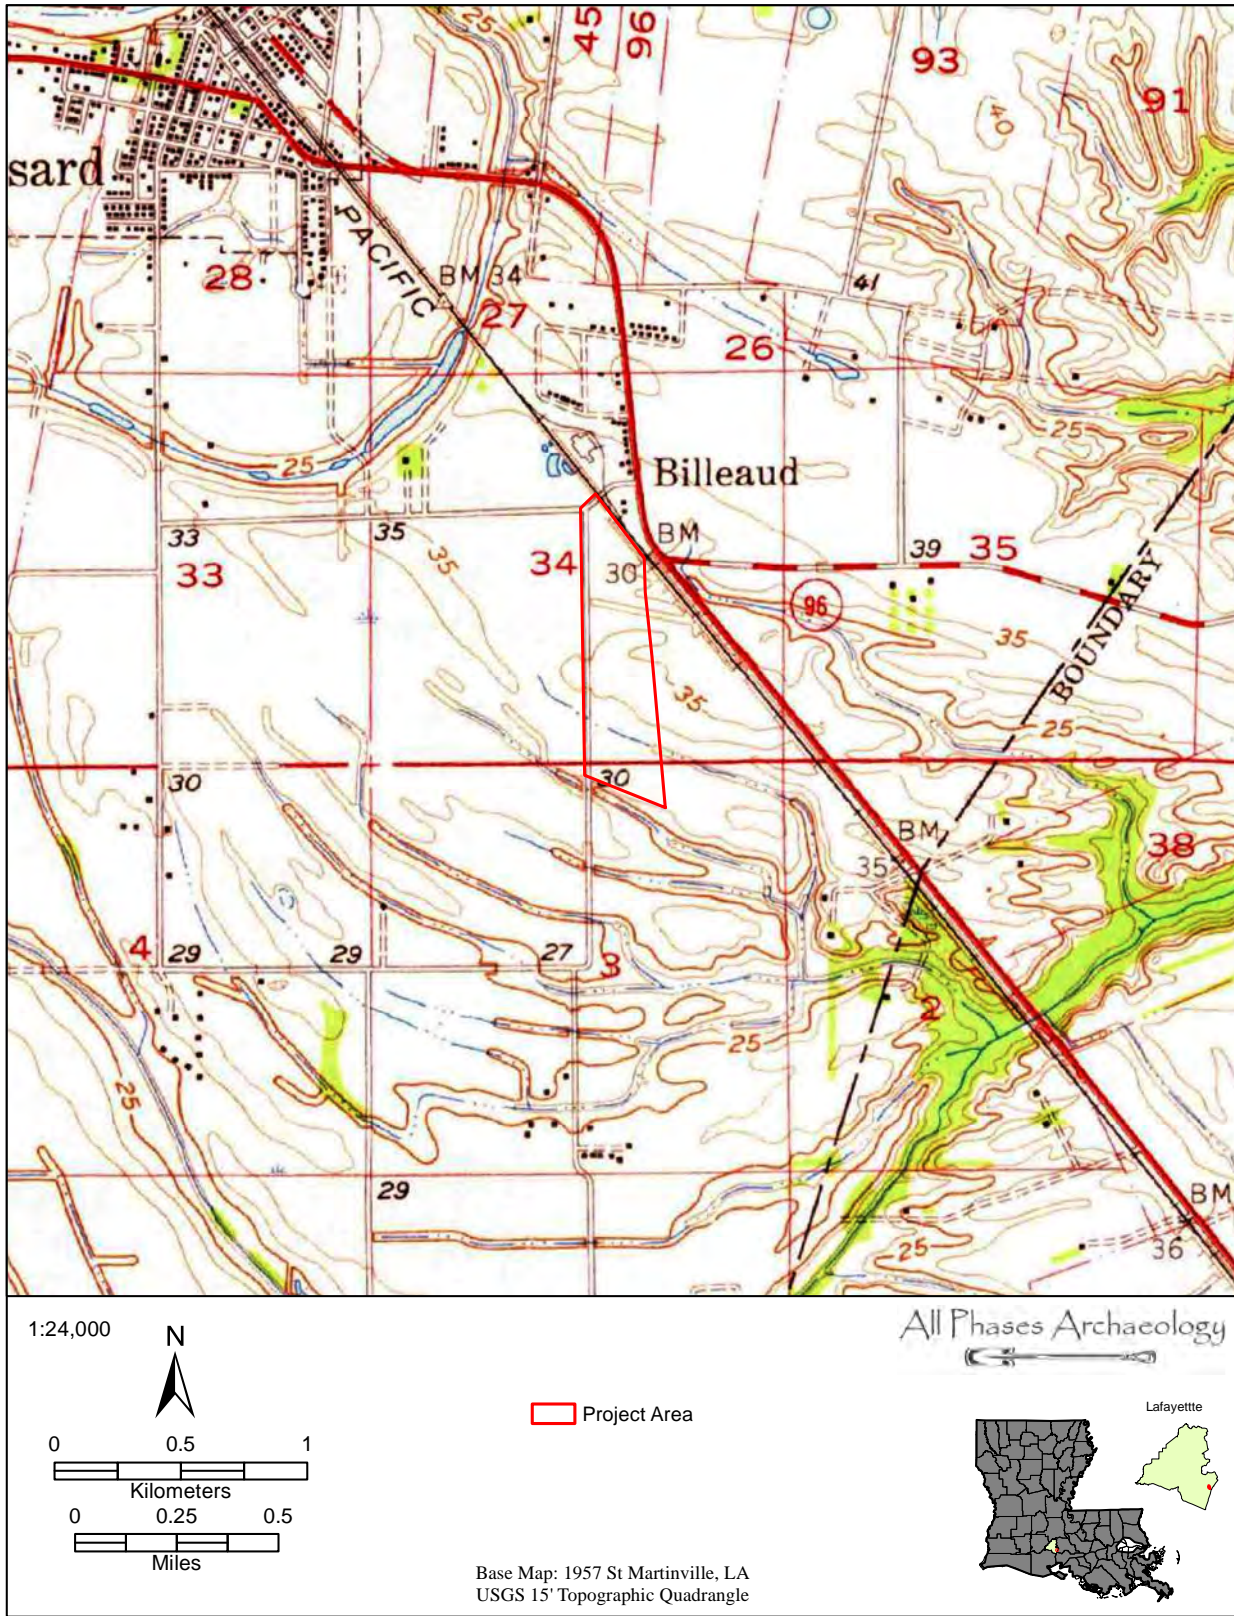 45
96
93
91
40
25
sard
PACIFIC
28
BM 34
27
41
26
25
25
Billeaud
33
35
35
BM
33
34
30
39
35
96
35
BOUNDARY
35
25
30
30
BM
35
38
4
29
29
27
3
2
25
25
29
25
BM
36
1:24,000
N
0 0.5 1
Kilometers
0 0.25 0.5
Miles
Project Area
Base Map: 1957 St Martinville, LA
USGS 15' Topographic Quadrangle
All Phases Archaeology
Lafayettte